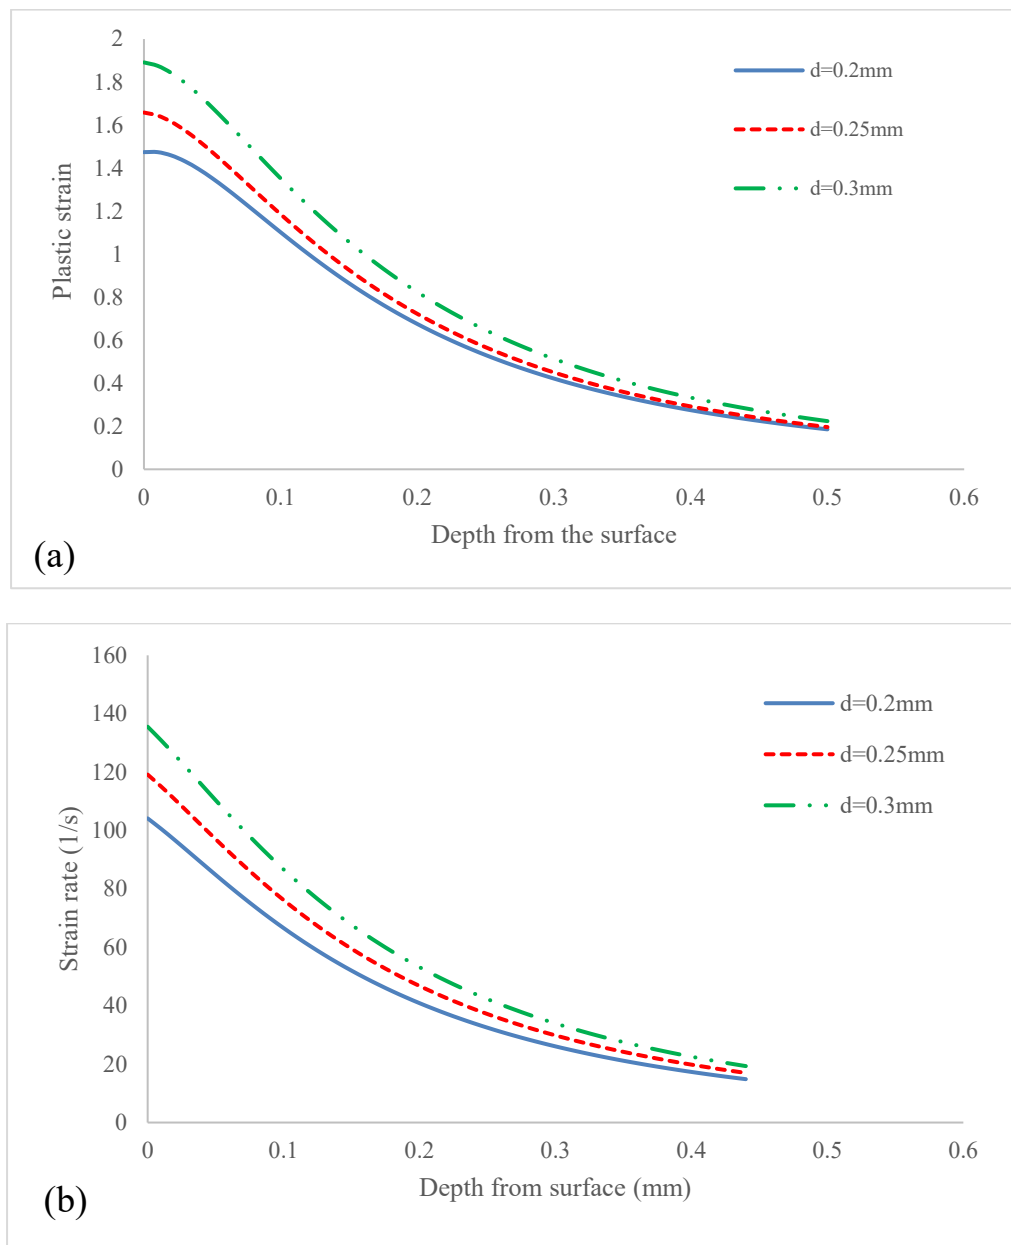 2
1.8
1.6
1.4
1.2
1
0.8
0.6
0.4
0.2
0
Plastic strain
d=0.2mm
d=0.25mm
d=0.3mm
0 0.1 0.2 0.3 0.4 0.5 0.6
Depth from the surface
(a)
160
140
120
100
80
60
40
20
0
Strain rate (1/s)
d=0.2mm
d=0.25mm
d=0.3mm
0 0.1 0.2 0.3 0.4 0.5 0.6
Depth from surface (mm)
(b)